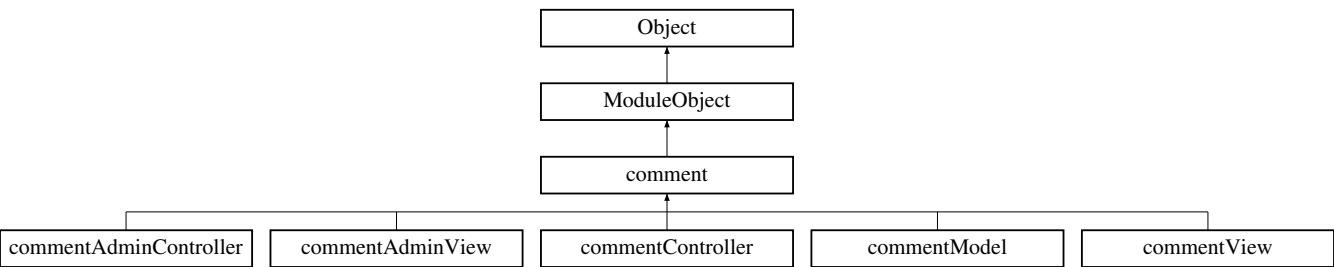 Object
ModuleObject
comment
commentAdminController
commentAdminView
commentController
commentModel
commentView